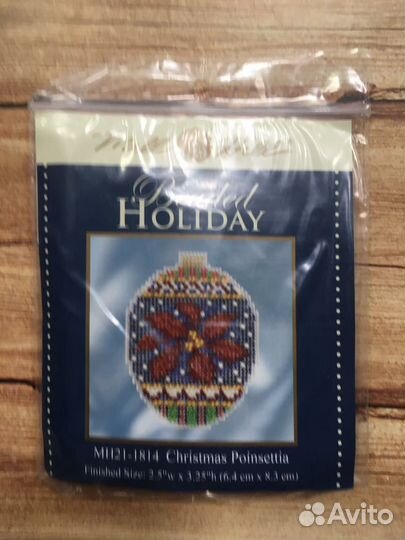 Beaded
HOLIDAY
MH21-1814 Christmas Poinsettia
Finished Size: 2.5"w x 3.25"h (6.4 cm x 8.3 cm)
Avito